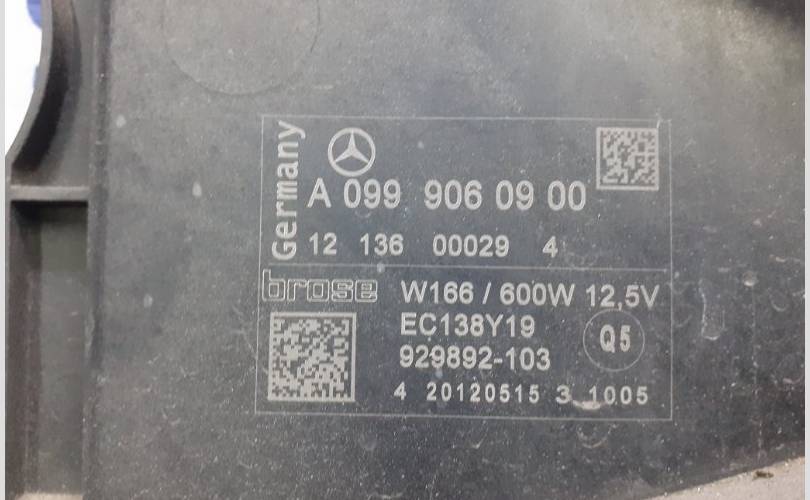 Germany
A 099 906 09 00
12 136 00029 4
brose
W166 / 600W 12,5V
EC138Y19
Q5
929892-103
4 20120515 3 1005